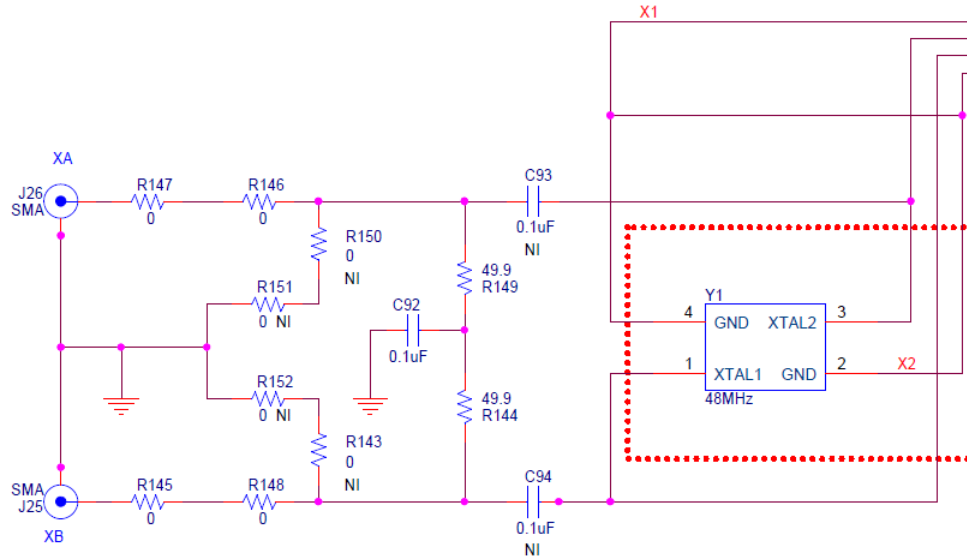 X1
XA
J26
SMA
R147
0
R146
0
C93
0.1uF
NI
R150
0
NI
R151
0 NI
49.9
R149
C92
0.1uF
Y1
4
GND
XTAL2
3
1
XTAL1
GND
2
X2
48MHz
R152
0 NI
49.9
R144
R143
0
NI
SMA
J25
XB
R145
0
R148
0
C94
0.1uF
NI